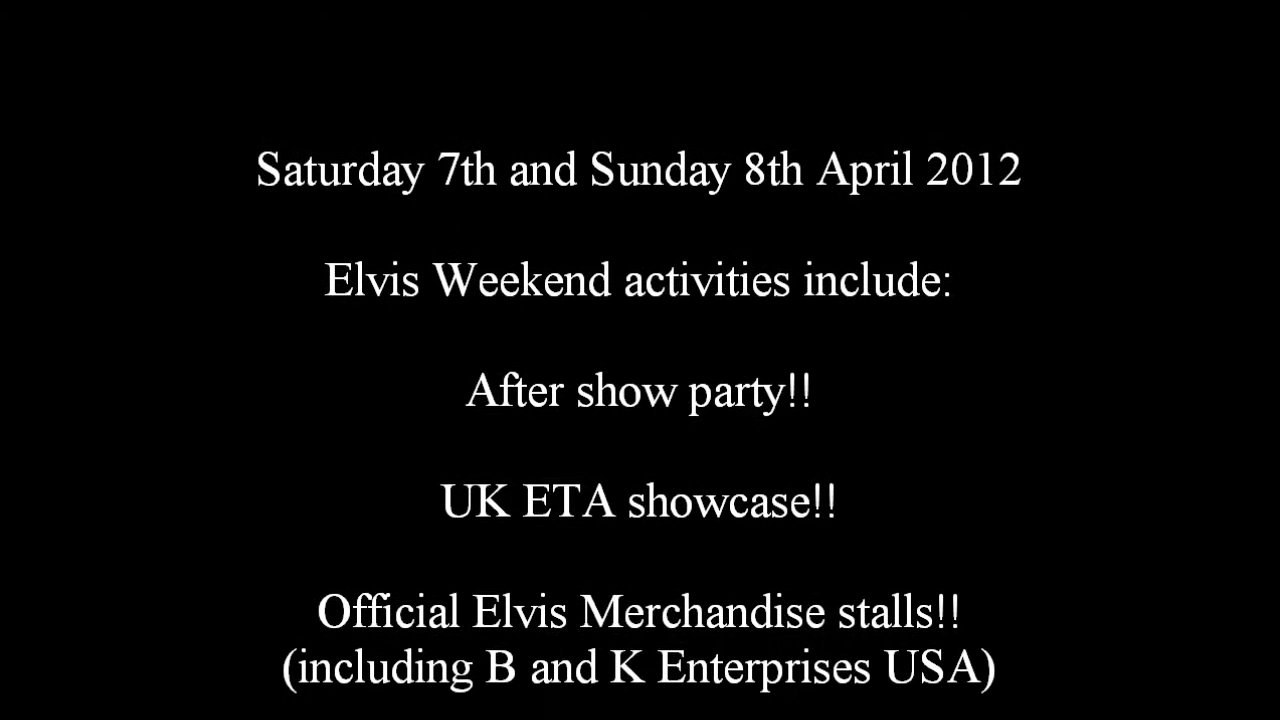 Saturday 7th and Sunday 8th April 2012
Elvis Weekend activities include:
After show party!!
UK ETA showcase!!
Official Elvis Merchandise stalls!!
(including B and K Enterprises USA)